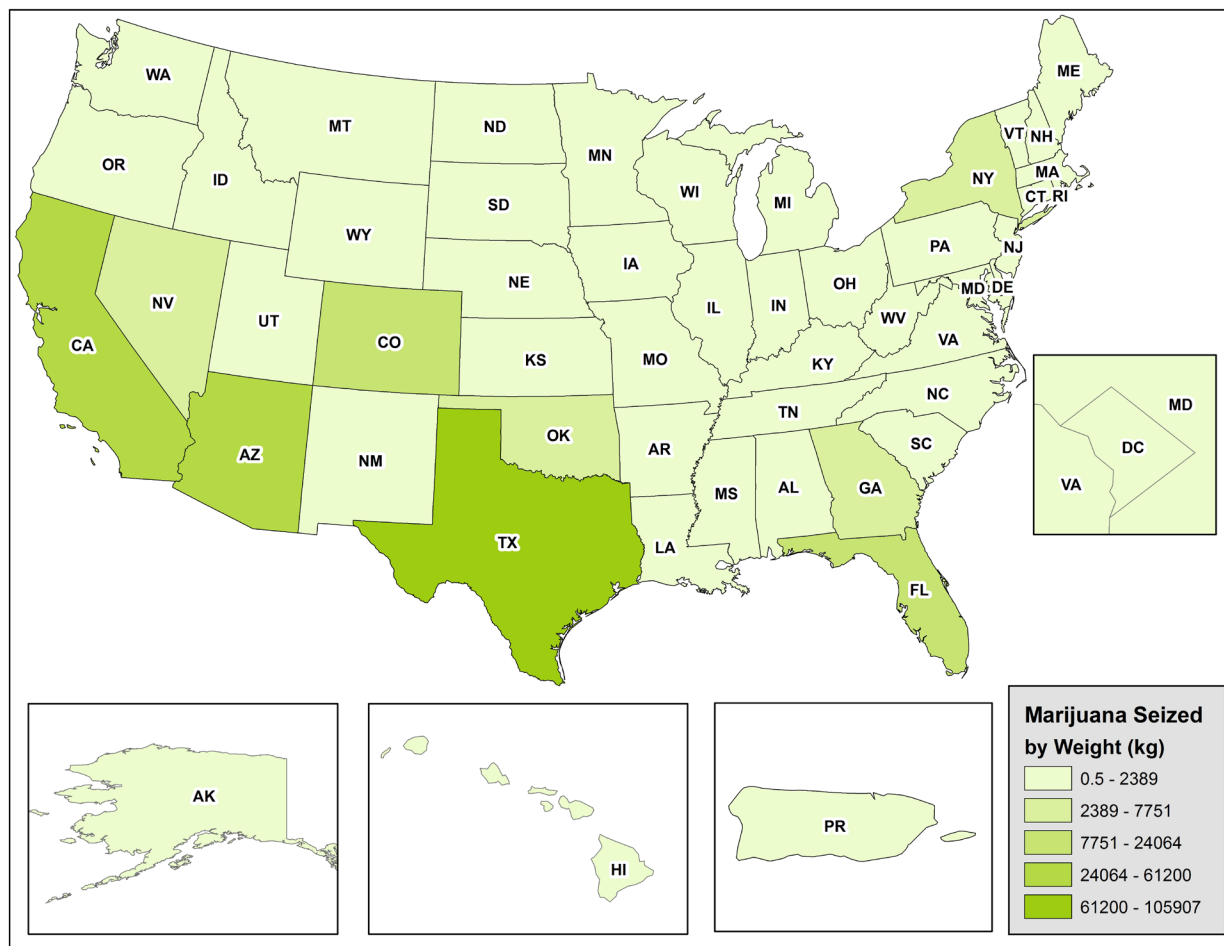 ME
WA
MT
ND
VT
NH
MN
OR
MA
ID
WI
NY
CT
RI
SD
MI
WY
PA
NJ
IA
NE
OH
MD
DE
NV
IL
IN
UT
WV
CA
CO
VA
KS
MO
KY
NC
MD
TN
OK
AZ
SC
DC
AR
NM
VA
GA
MS
AL
TX
LA
FL
AK
HI
PR
Marijuana Seized
by Weight (kg)
0.5 - 2389
2389 - 7751
7751 - 24064
24064 - 61200
61200 - 105907